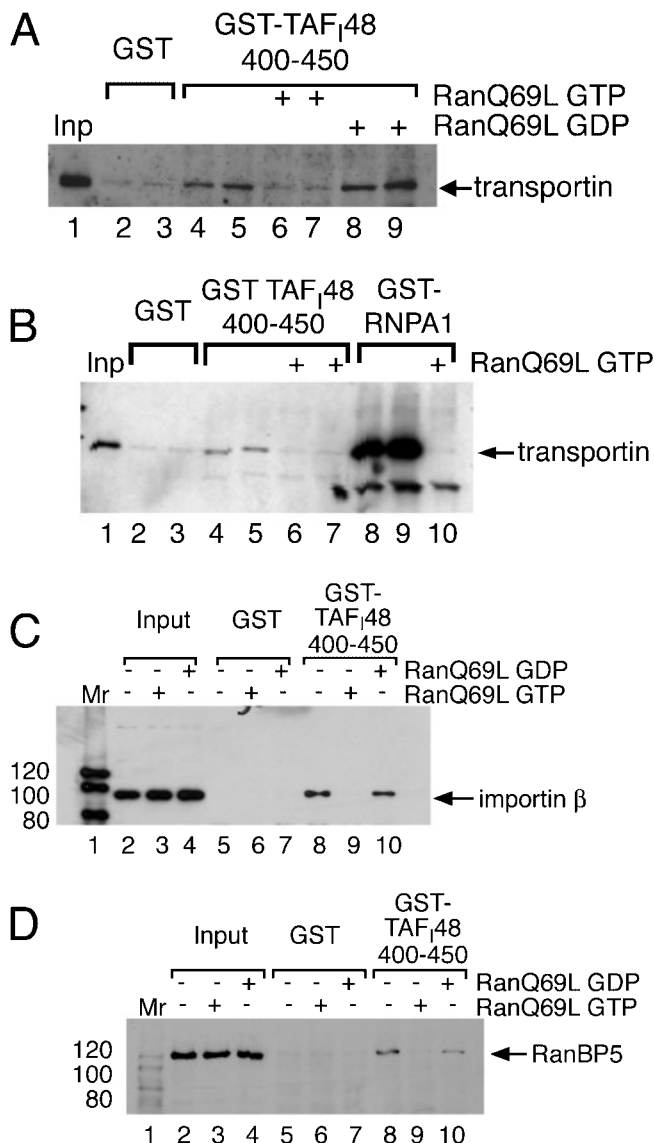 A
GST
GST-TAFI48
400-450
+ + RanQ69L GTP
Inp + + RanQ69L GDP
transportin
1 2 3 4 5 6 7 8 9
B
GST
GST TAFI48
400-450
GST-
RNPA1
Inp + + + RanQ69L GTP
transportin
1 2 3 4 5 6 7 8 9 10
C
Input
GST
GST-
TAFI48
400-450
- - + - - + - - + RanQ69L GDP
Mr - + - - + - - + - RanQ69L GTP
120
100
80
importin β
1 2 3 4 5 6 7 8 9 10
D
Input
GST
GST-
TAFI48
400-450
- - + - - + - - + RanQ69L GDP
Mr - + - - + - - + - RanQ69L GTP
120
100
80
RanBP5
1 2 3 4 5 6 7 8 9 10